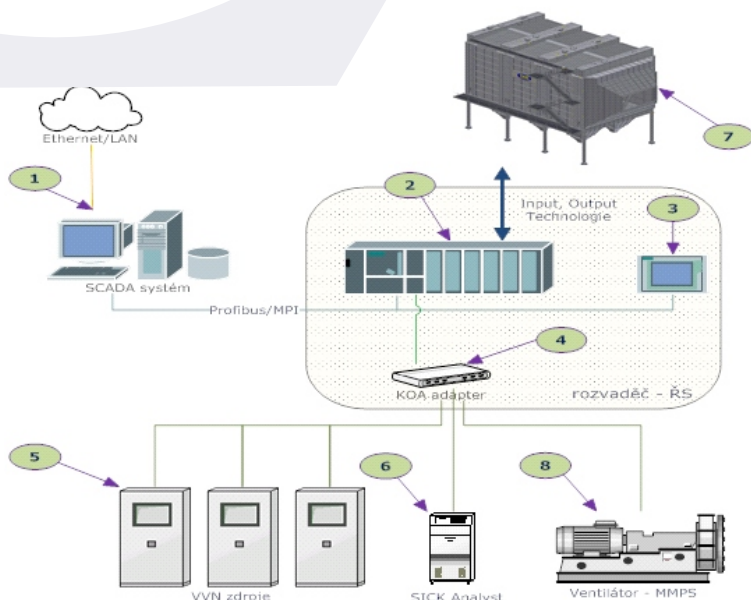 Ethernet/LAN
7
1
2
Input, Output
Technologie
3
SCADA systém
Profibus/MPI
4
KOA adapter
rozvaděč - ŘS
5
6
8
VVN zdroje
SICK Analyst
Ventilátor - MMPS